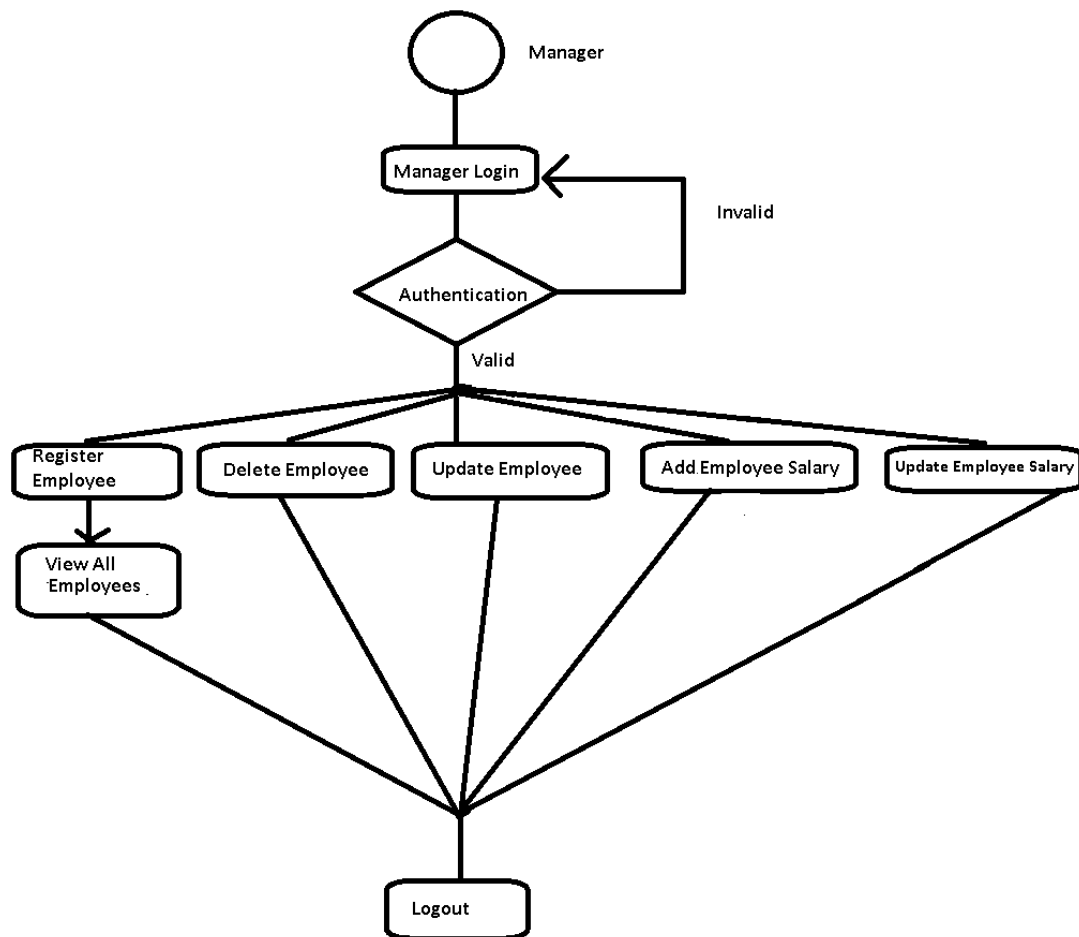 Manager
Manager Login
Invalid
Authentication
Valid
Register
Employee
Delete Employee
Update Employee
Add Employee Salary
Update Employee Salary
View All
Employees
Logout